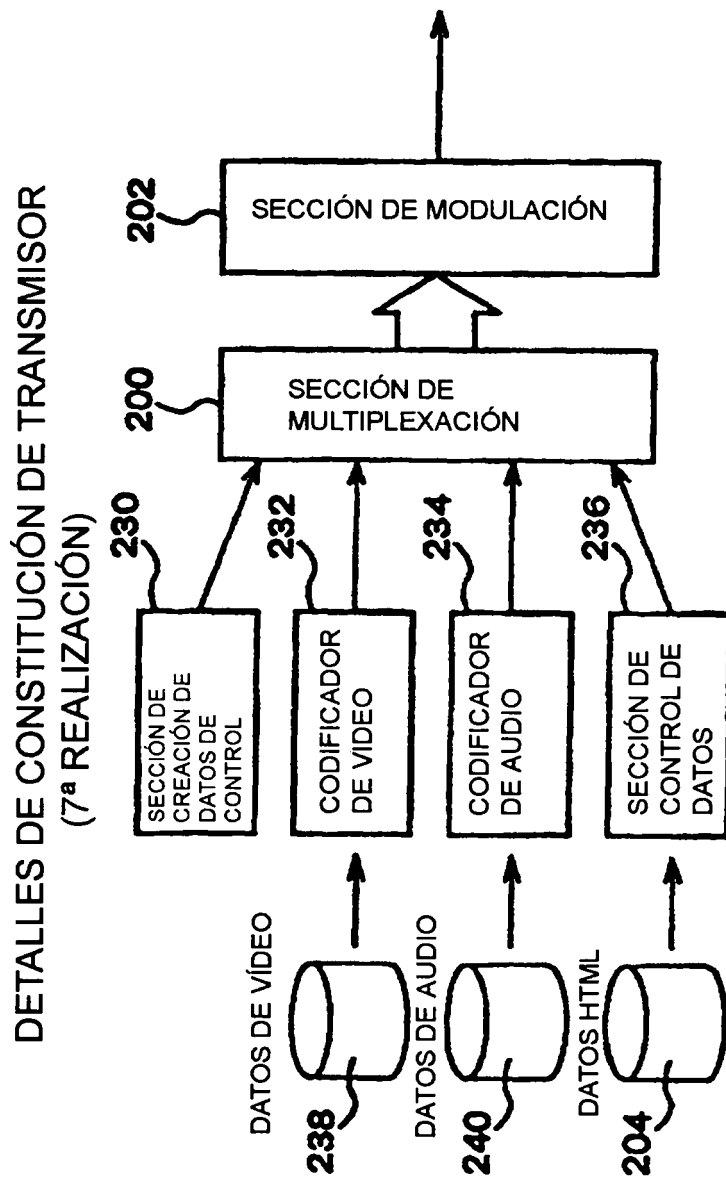 DETALLES DE CONSTITUCIÓN DE TRANSMISOR
(7ª REALIZACIÓN)
230
SECCIÓN DE
CREACIÓN DE
DATOS DE
CONTROL
DATOS DE VÍDEO
238
232
CODIFICADOR
DE VIDEO
DATOS DE AUDIO
240
234
CODIFICADOR
DE AUDIO
DATOS HTML
204
236
SECCIÓN DE
CONTROL DE
DATOS
200
SECCIÓN DE
MULTIPLEXACIÓN
202
SECCIÓN DE MODULACIÓN